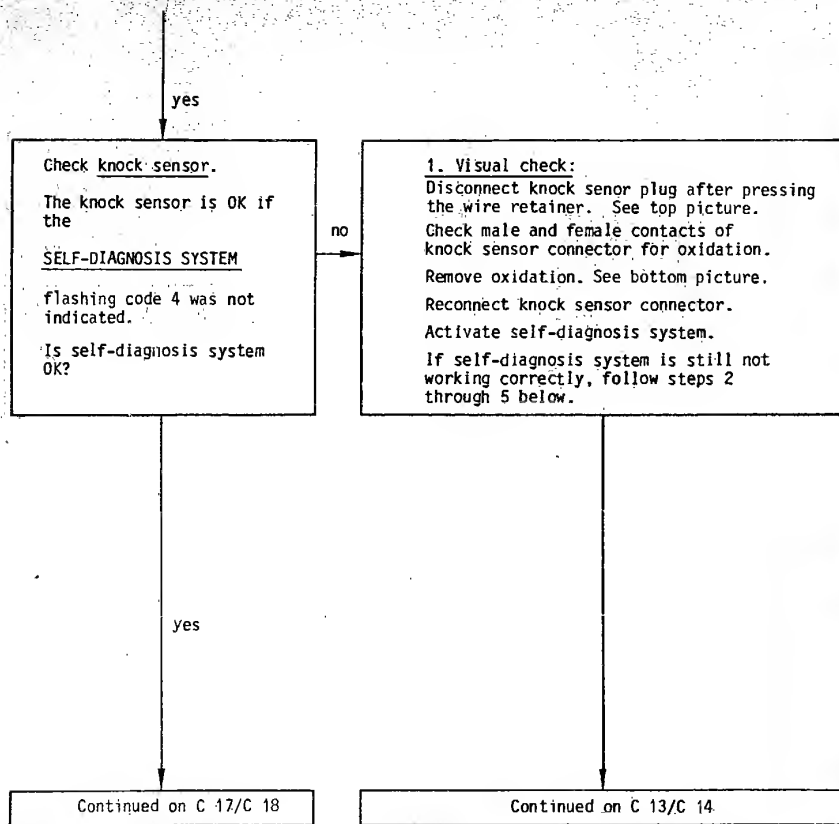 yes
Check knock sensor.
The knock sensor is OK if
the
SELF-DIAGNOSIS SYSTEM
flashing code 4 was not
indicated.
Is self-diagnosis system
OK?
no
1. Visual check:
Disconnect knock senor plug after pressing
the wire retainer. See top picture.
Check male and female contacts of
knock sensor connector for oxidation.
Remove oxidation. See bottom picture.
Reconnect knock sensor connector.
Activate self-diagnosis system.
If self-diagnosis system is still not
working correctly, follow steps 2
through 5 below.
yes
Continued on C 17/C 18
Continued on C 13/C 14